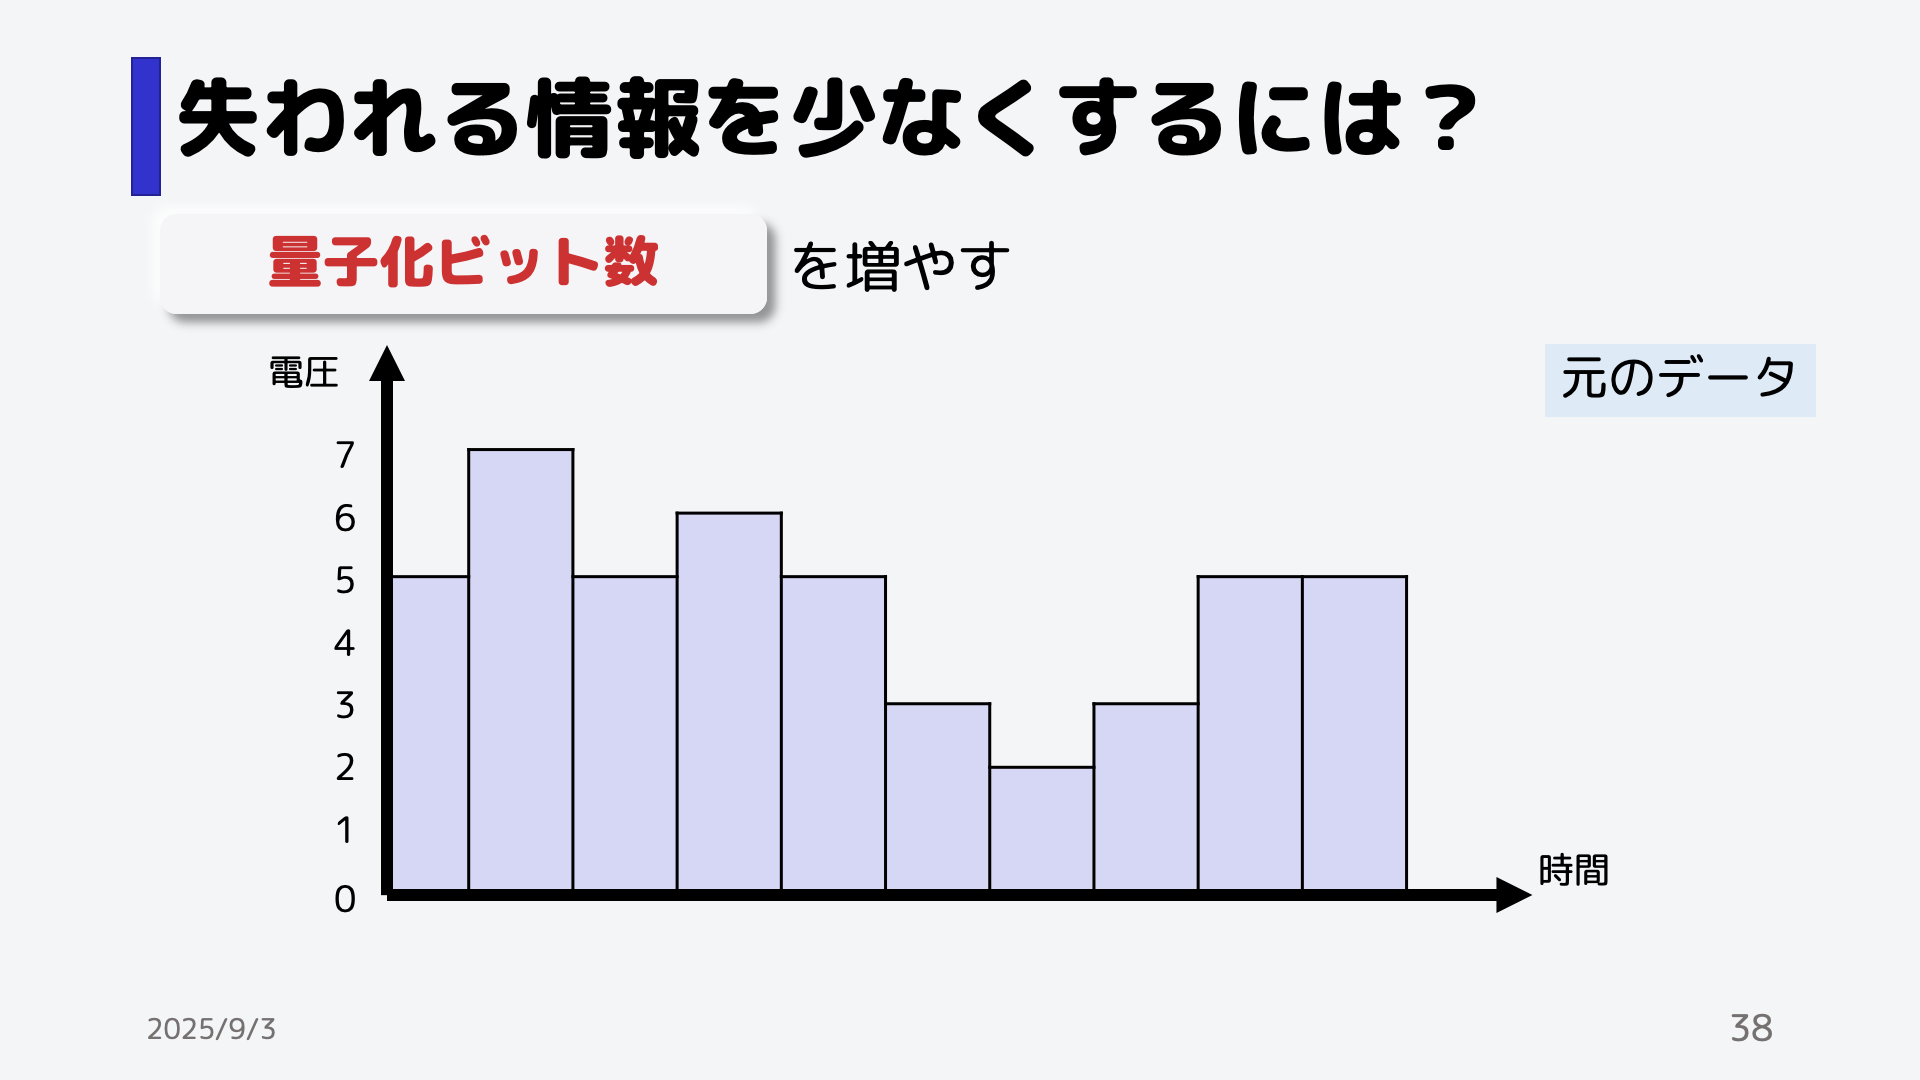 失われる情報を少なくするには？
量子化ビット数 を増やす
電圧
元のデータ
7
6
5
4
3
2
1
0
時間
2025/9/3
38